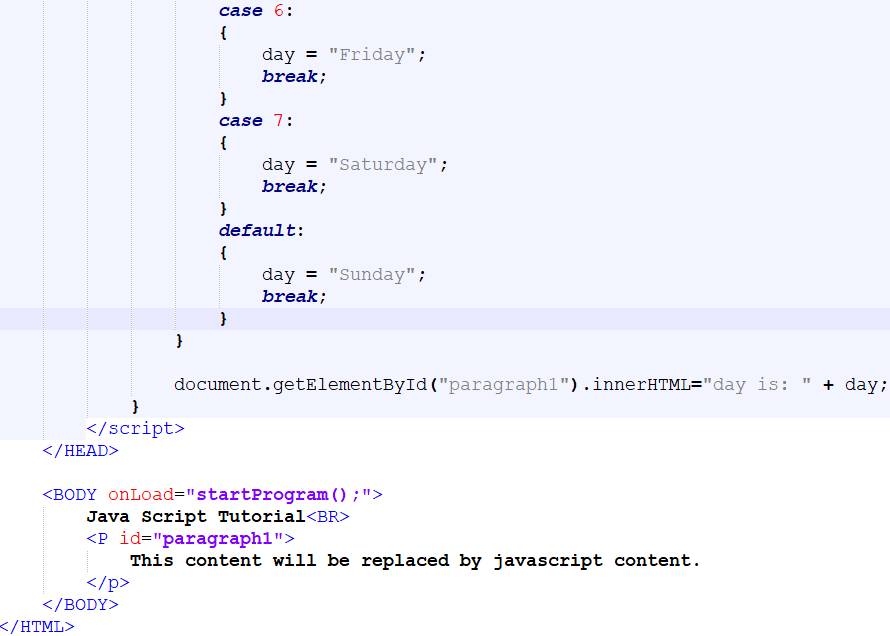 case 6:
{
day = "Friday";
break;
}
case 7:
{
day = "Saturday";
break;
}
default:
{
day = "Sunday";
break;
}
}
document.getElementById("paragraph1").innerHTML="day is: " + day;
}
</script>
</HEAD>
<BODY onLoad="startProgram();">
Java Script Tutorial<BR>
<P id="paragraph1">
This content will be replaced by javascript content.
</p>
</BODY>
</HTML>